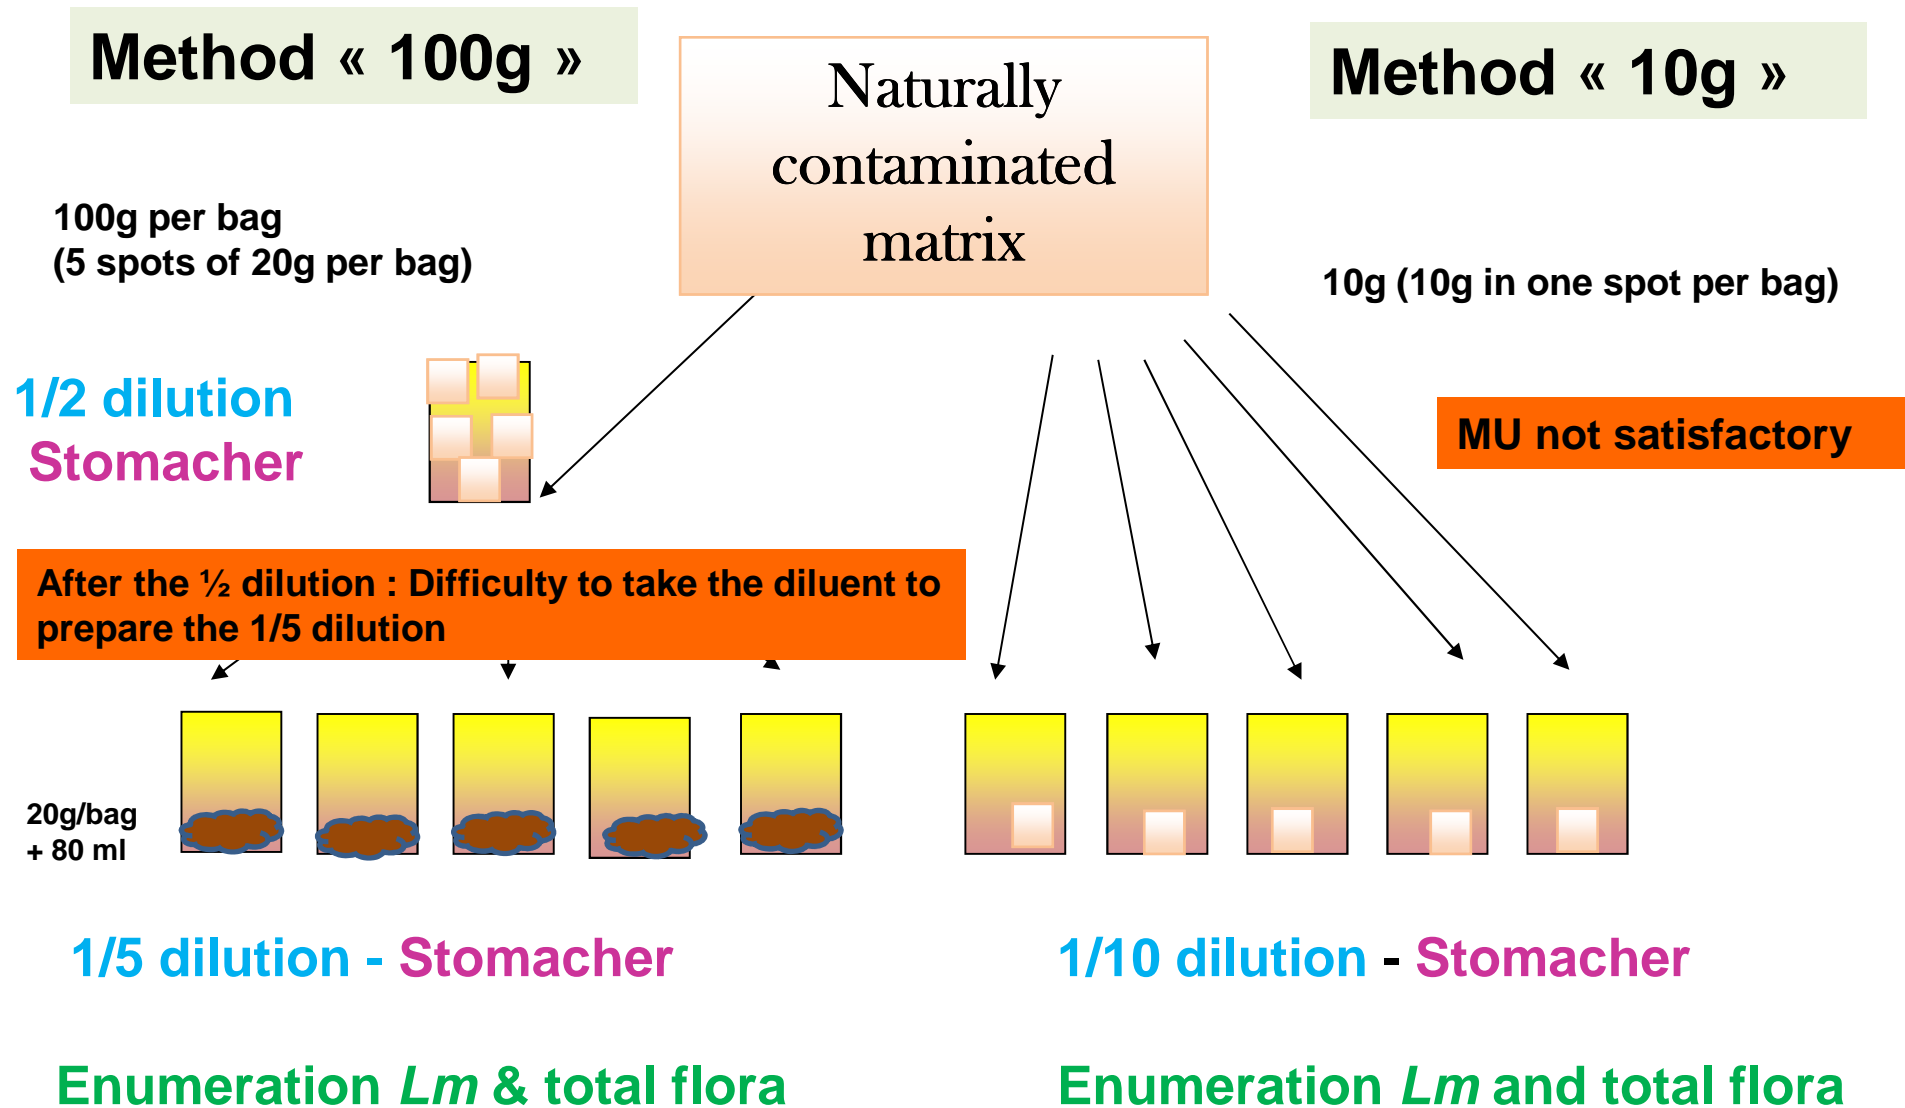 Method « 100g »
Naturally
contaminated
matrix
Method « 10g »
100g per bag
(5 spots of 20g per bag)
10g (10g in one spot per bag)
1/2 dilution
Stomacher
MU not satisfactory
After the ½ dilution : Difficulty to take the diluent to
prepare the 1/5 dilution
20g/bag
+ 80 ml
1/5 dilution - Stomacher
1/10 dilution - Stomacher
Enumeration Lm & total flora
Enumeration Lm and total flora